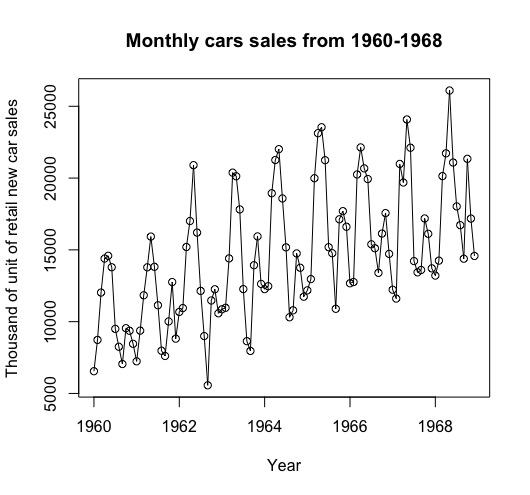 Monthly cars sales from 1960-1968
Thousand of unit of retail new car sales
25000
20000
15000
10000
5000
1960 1962 1964 1966 1968
Year